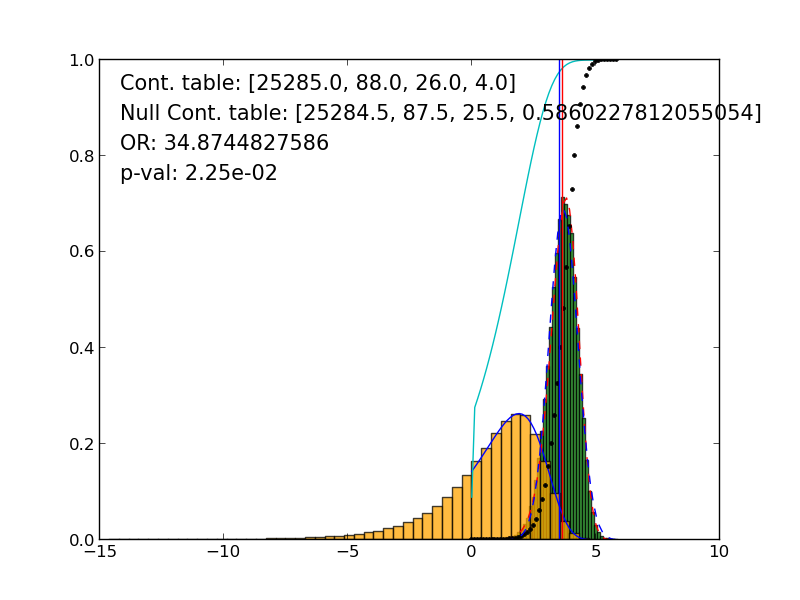 Cont. table: [25285.0, 88.0, 26.0, 4.0]
Null Cont. table: [25284.5, 87.5, 25.5, 0.5860227812055054]
OR: 34.8744827586
p-val: 2.25e-02
1.0
0.8
0.6
0.4
0.2
0.0
−15 −10 −5 0 5 10